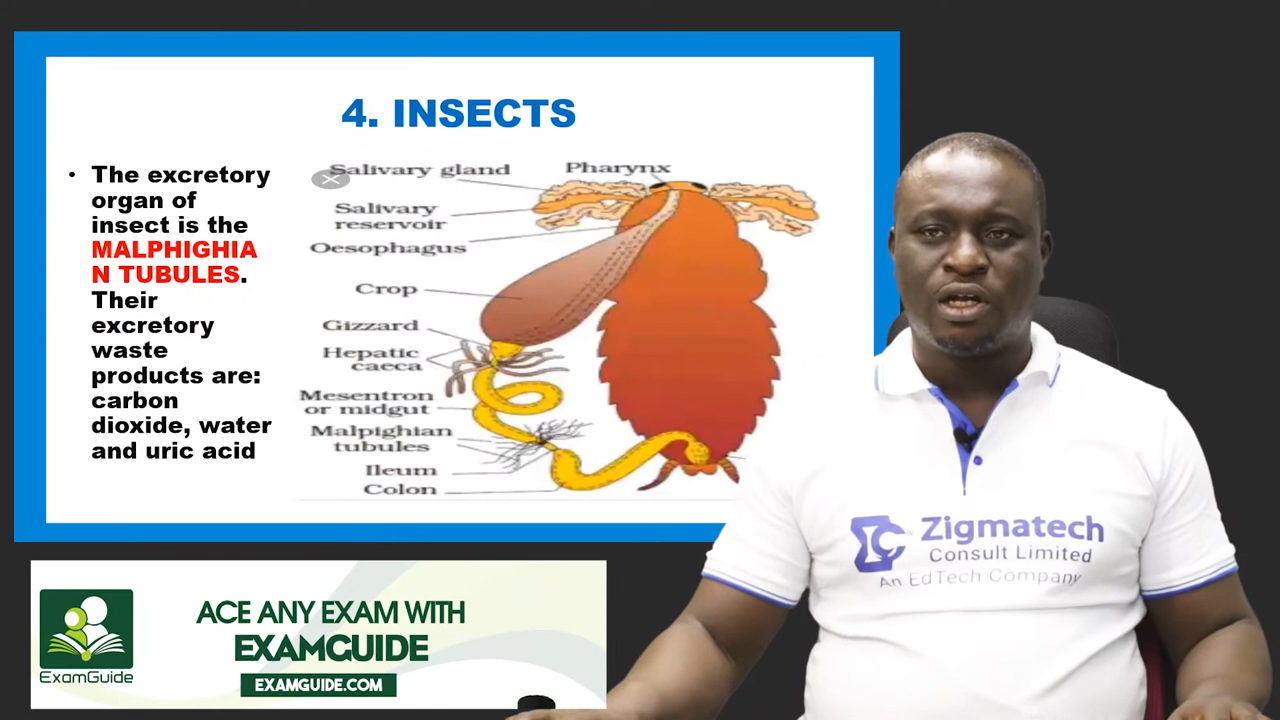 4. INSECTS
• The excretory
organ of
insect is the
MALPHIGHIA
N TUBULES.
Their
excretory
waste
products are:
carbon
dioxide, water
and uric acid
Salivary gland
Pharynx
Salivary
reservoir
Oesophagus
Crop
Gizzard
Hepatic
caeca
Mesentron
or midgut
Malpighian
tubules
Ileum
Colon
Zigmatech
Consult Limited
An EdTech Company
ACE ANY EXAM WITH
EXAMGUIDE
EXAMGUIDE.COM
ExamGuide